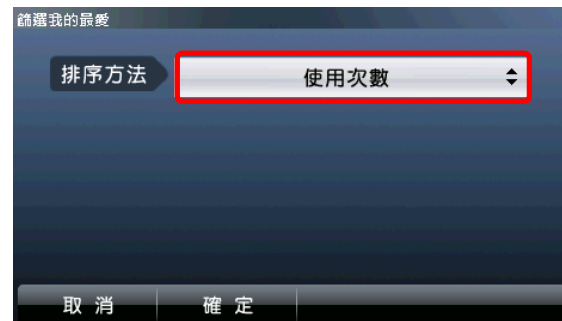 篩選我的最愛
排序方法
使用次數
取消
確定